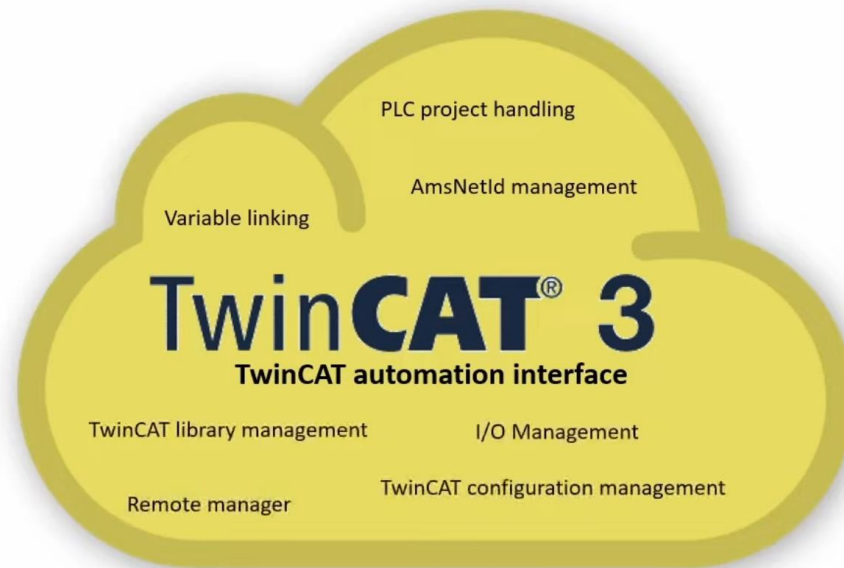 PLC project handling
AmsNetId management
Variable linking
TwinCAT® 3
TwinCAT automation interface
TwinCAT library management
I/O Management
TwinCAT configuration management
Remote manager